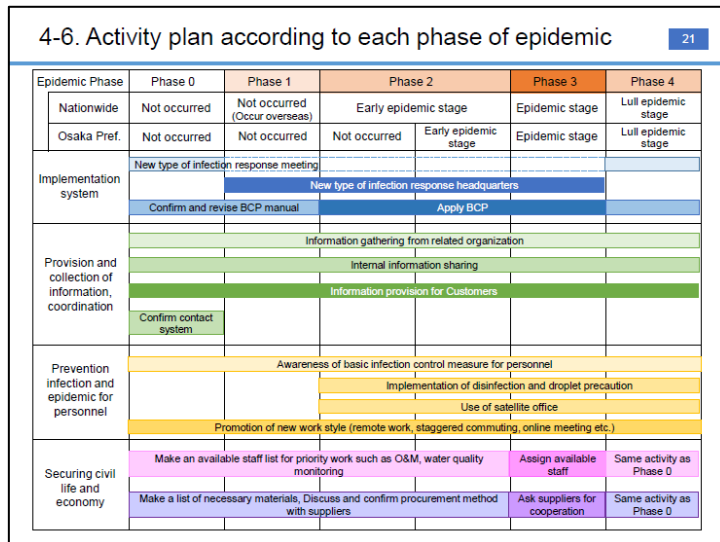 4-6. Activity plan according to each phase of epidemic
21
Epidemic Phase
Phase 0
Phase 1
Phase 2
Phase 3
Phase 4
Nationwide
Not occurred
Not occurred
(Occur overseas)
Early epidemic stage
Epidemic stage
Lull epidemic
stage
Osaka Pref.
Not occurred
Not occurred
Not occurred
Early epidemic
stage
Epidemic stage
Lull epidemic
stage
Implementation
system
New type of infection response meeting
New type of infection response headquarters
Confirm and revise BCP manual
Apply BCP
Provision and
collection of
information,
coordination
Information gathering from related organization
Internal information sharing
Information provision for Customers
Confirm contact
system
Prevention
infection and
epidemic for
personnel
Awareness of basic infection control measure for personnel
Implementation of disinfection and droplet precaution
Use of satellite office
Promotion of new work style (remote work, staggered commuting, online meeting etc.)
Securing civil
life and
economy
Make an available staff list for priority work such as O&M, water quality
monitoring
Assign available
staff
Same activity as
Phase 0
Make a list of necessary materials, Discuss and confirm procurement method
with suppliers
Ask suppliers for
cooperation
Same activity as
Phase 0